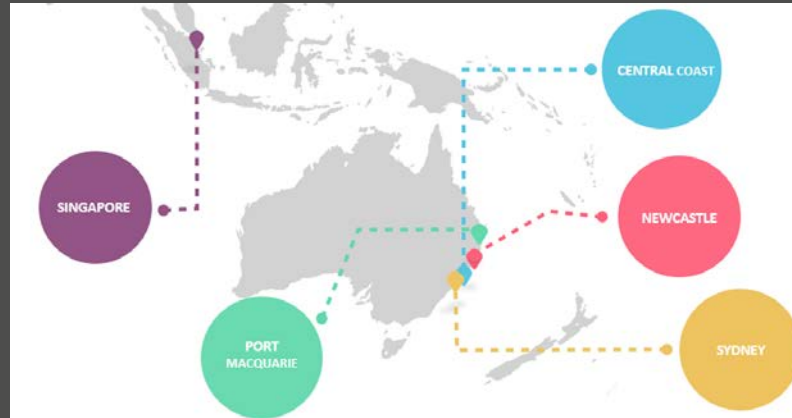 CENTRAL COAST
SINGAPORE
NEWCASTLE
PORT
MACQUARIE
SYDNEY